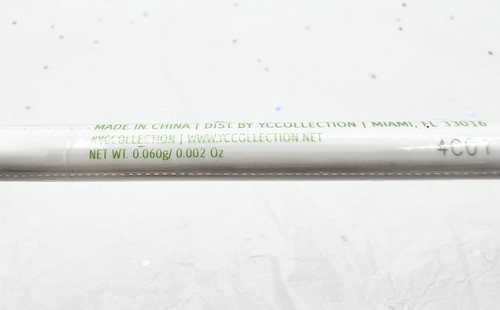 MADE IN CHINA | DIST. BY YCCOLLECTION | MIAMI, FL 33016
#YCCOLLECTION | WWW.YCCOLLECTION.NET
NET WT. 0.060g/ 0.002 Oz